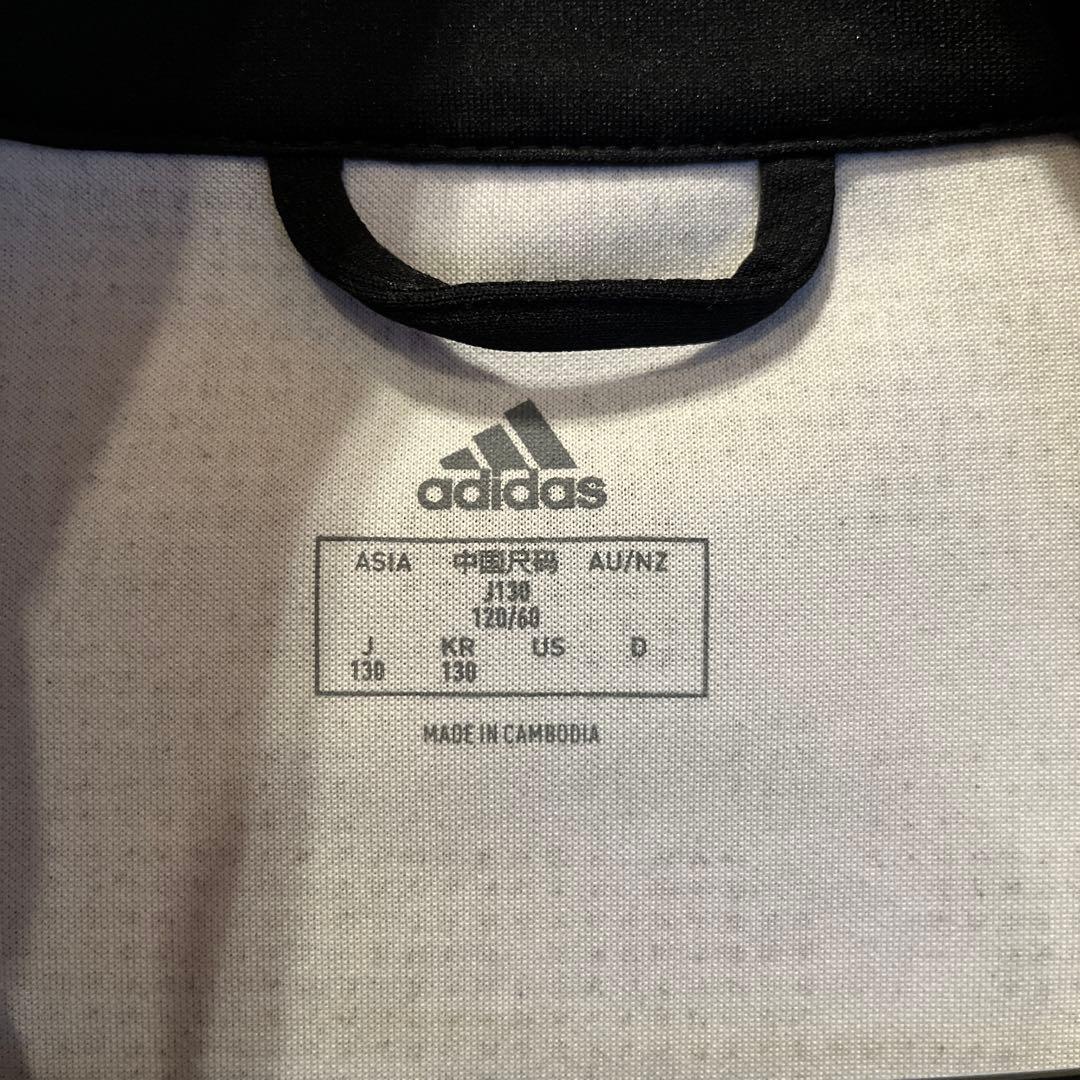 adidas
ASIA 中国尺码 AU/NZ
J130
120/60
J KR US D
130 130
MADE IN CAMBODIA